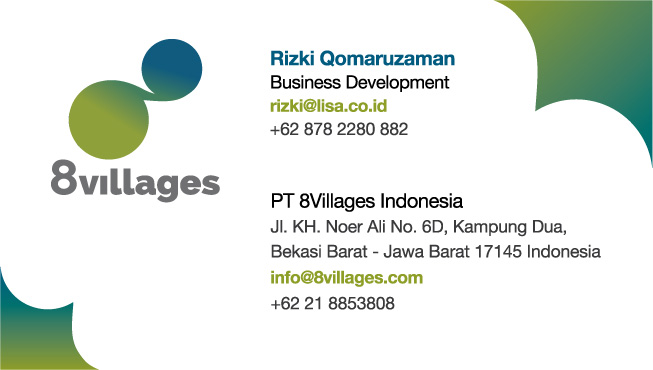 8villages
Rizki Qomaruzaman
Business Development
rizki@lisa.co.id
+62 878 2280 882
PT 8Villages Indonesia
Jl. KH. Noer Ali No. 6D, Kampung Dua,
Bekasi Barat - Jawa Barat 17145 Indonesia
info@8villages.com
+62 21 8853808